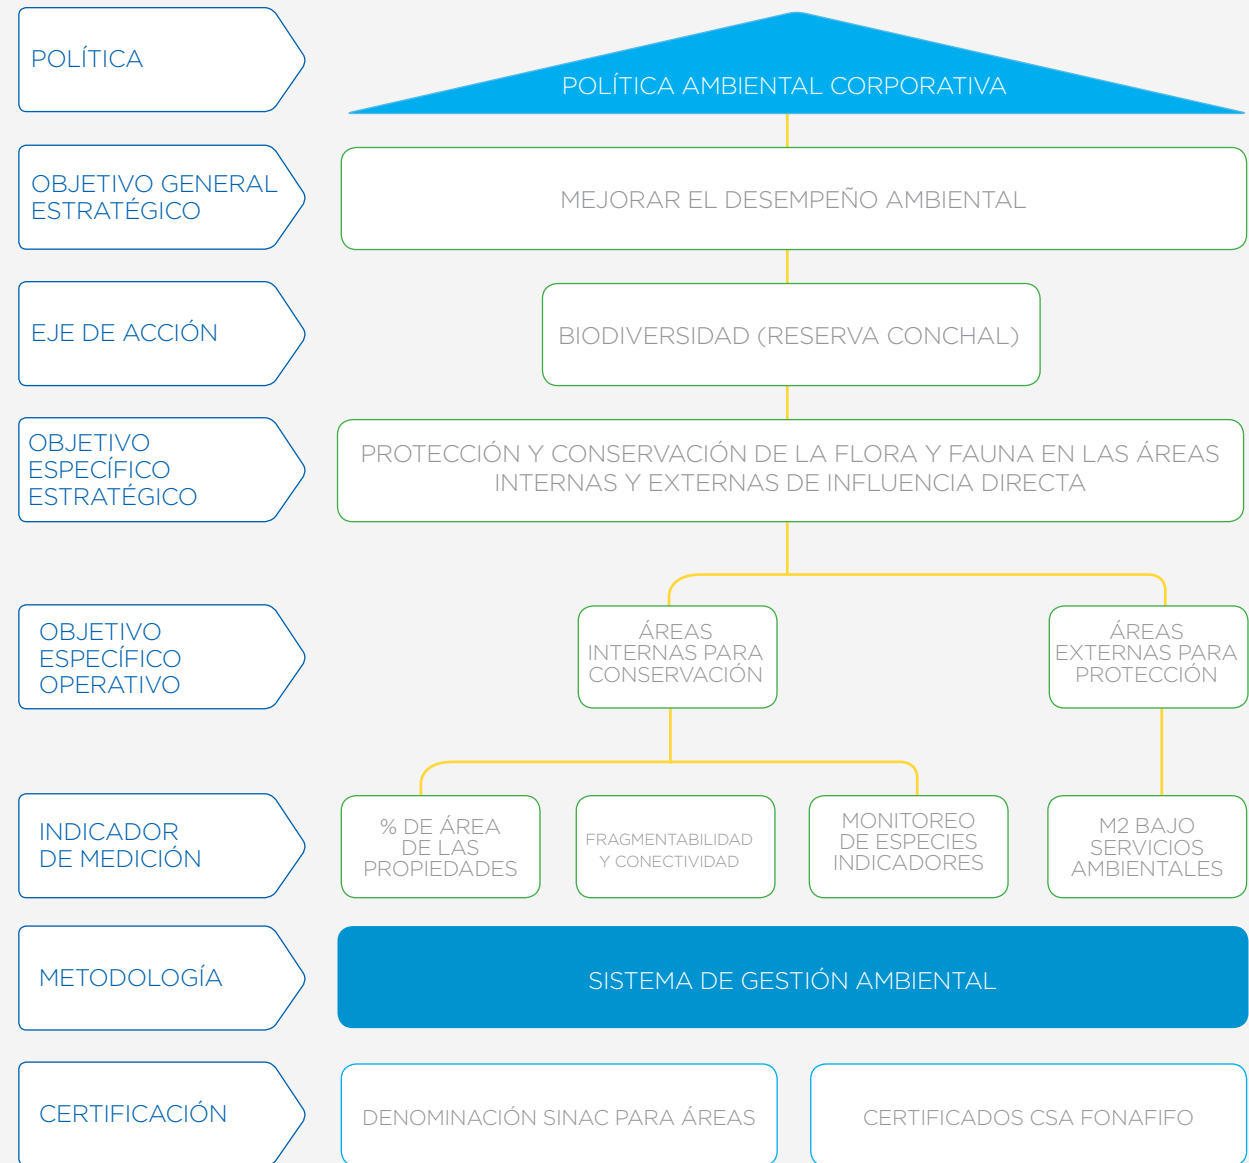 POLÍTICA
POLÍTICA AMBIENTAL CORPORATIVA
OBJETIVO GENERAL
ESTRATÉGICO
MEJORAR EL DESEMPEÑO AMBIENTAL
EJE DE ACCIÓN
BIODIVERSIDAD (RESERVA CONCHAL)
OBJETIVO
ESPECÍFICO
ESTRATÉGICO
PROTECCIÓN Y CONSERVACIÓN DE LA FLORA Y FAUNA EN LAS ÁREAS
INTERNAS Y EXTERNAS DE INFLUENCIA DIRECTA
OBJETIVO
ESPECÍFICO
OPERATIVO
ÁREAS
INTERNAS PARA
CONSERVACIÓN
ÁREAS
EXTERNAS PARA
PROTECCIÓN
INDICADOR
DE MEDICIÓN
% DE ÁREA
DE LAS
PROPIEDADES
FRAGMENTABILIDAD
Y CONECTIVIDAD
MONITOREO
DE ESPECIES
INDICADORES
M2 BAJO
SERVICIOS
AMBIENTALES
METODOLOGÍA
SISTEMA DE GESTIÓN AMBIENTAL
CERTIFICACIÓN
DENOMINACIÓN SINAC PARA ÁREAS
CERTIFICADOS CSA FONAFIFO